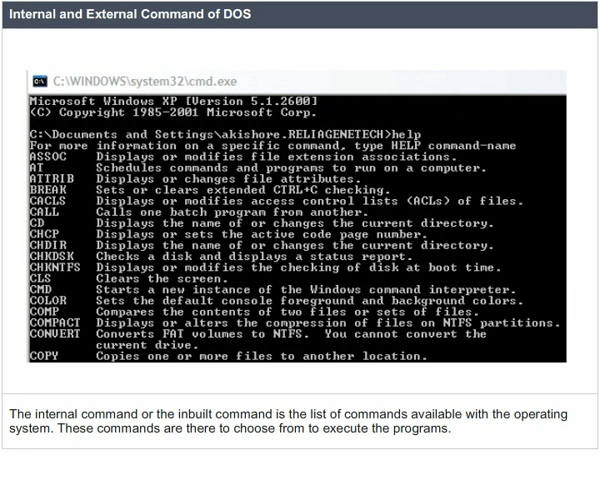 Internal and External Command of DOS
C:\WINDOWS\system32\cmd.exe
Microsoft Windows XP [Version 5.1.2600]
(C) Copyright 1985-2001 Microsoft Corp.
C:\Documents and Settings\akishore.RELIAGENETECH>help
For more information on a specific command, type HELP command-name
ASSOC Displays or modifies file extension associations.
AT Schedules commands and programs to run on a computer.
ATTRIB Displays or changes file attributes.
BREAK Sets or clears extended CTRL+C checking.
CACLS Displays or modifies access control lists (ACLs) of files.
CALL Calls one batch program from another.
CD Displays the name of or changes the current directory.
CHCP Displays or sets the active code page number.
CHDIR Displays the name of or changes the current directory.
CHKDSK Checks a disk and displays a status report.
CHKNTFS Displays or modifies the checking of disk at boot time.
CLS Clears the screen.
CMD Starts a new instance of the Windows command interpreter.
COLOR Sets the default console foreground and background colors.
COMP Compares the contents of two files or sets of files.
COMPACT Displays or alters the compression of files on NTFS partitions.
CONVERT Converts FAT volumes to NTFS. You cannot convert the
current drive.
COPY Copies one or more files to another location.
The internal command or the inbuilt command is the list of commands available with the operating
system. These commands are there to choose from to execute the programs.